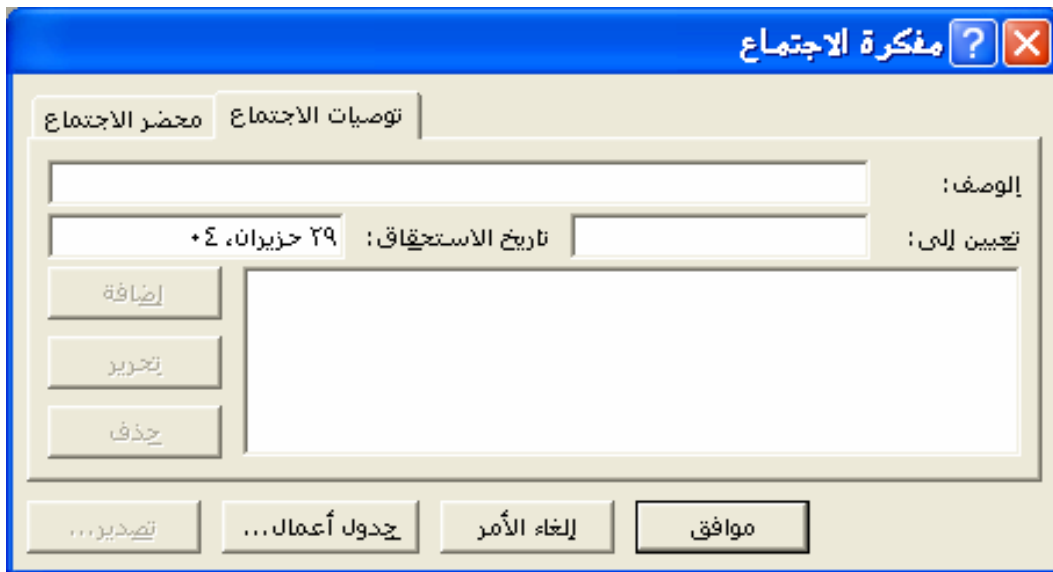 مفكرة الاجتماع
توصيات الاجتماع محضر الاجتماع
الوصف:
تعيين إلى: تاريخ الاستحقاق: ٢٩ حزيران، ٠٤
إضافة
تحرير
حذف
موافق إلغاء الأمر جدول أعمال... تصدير...